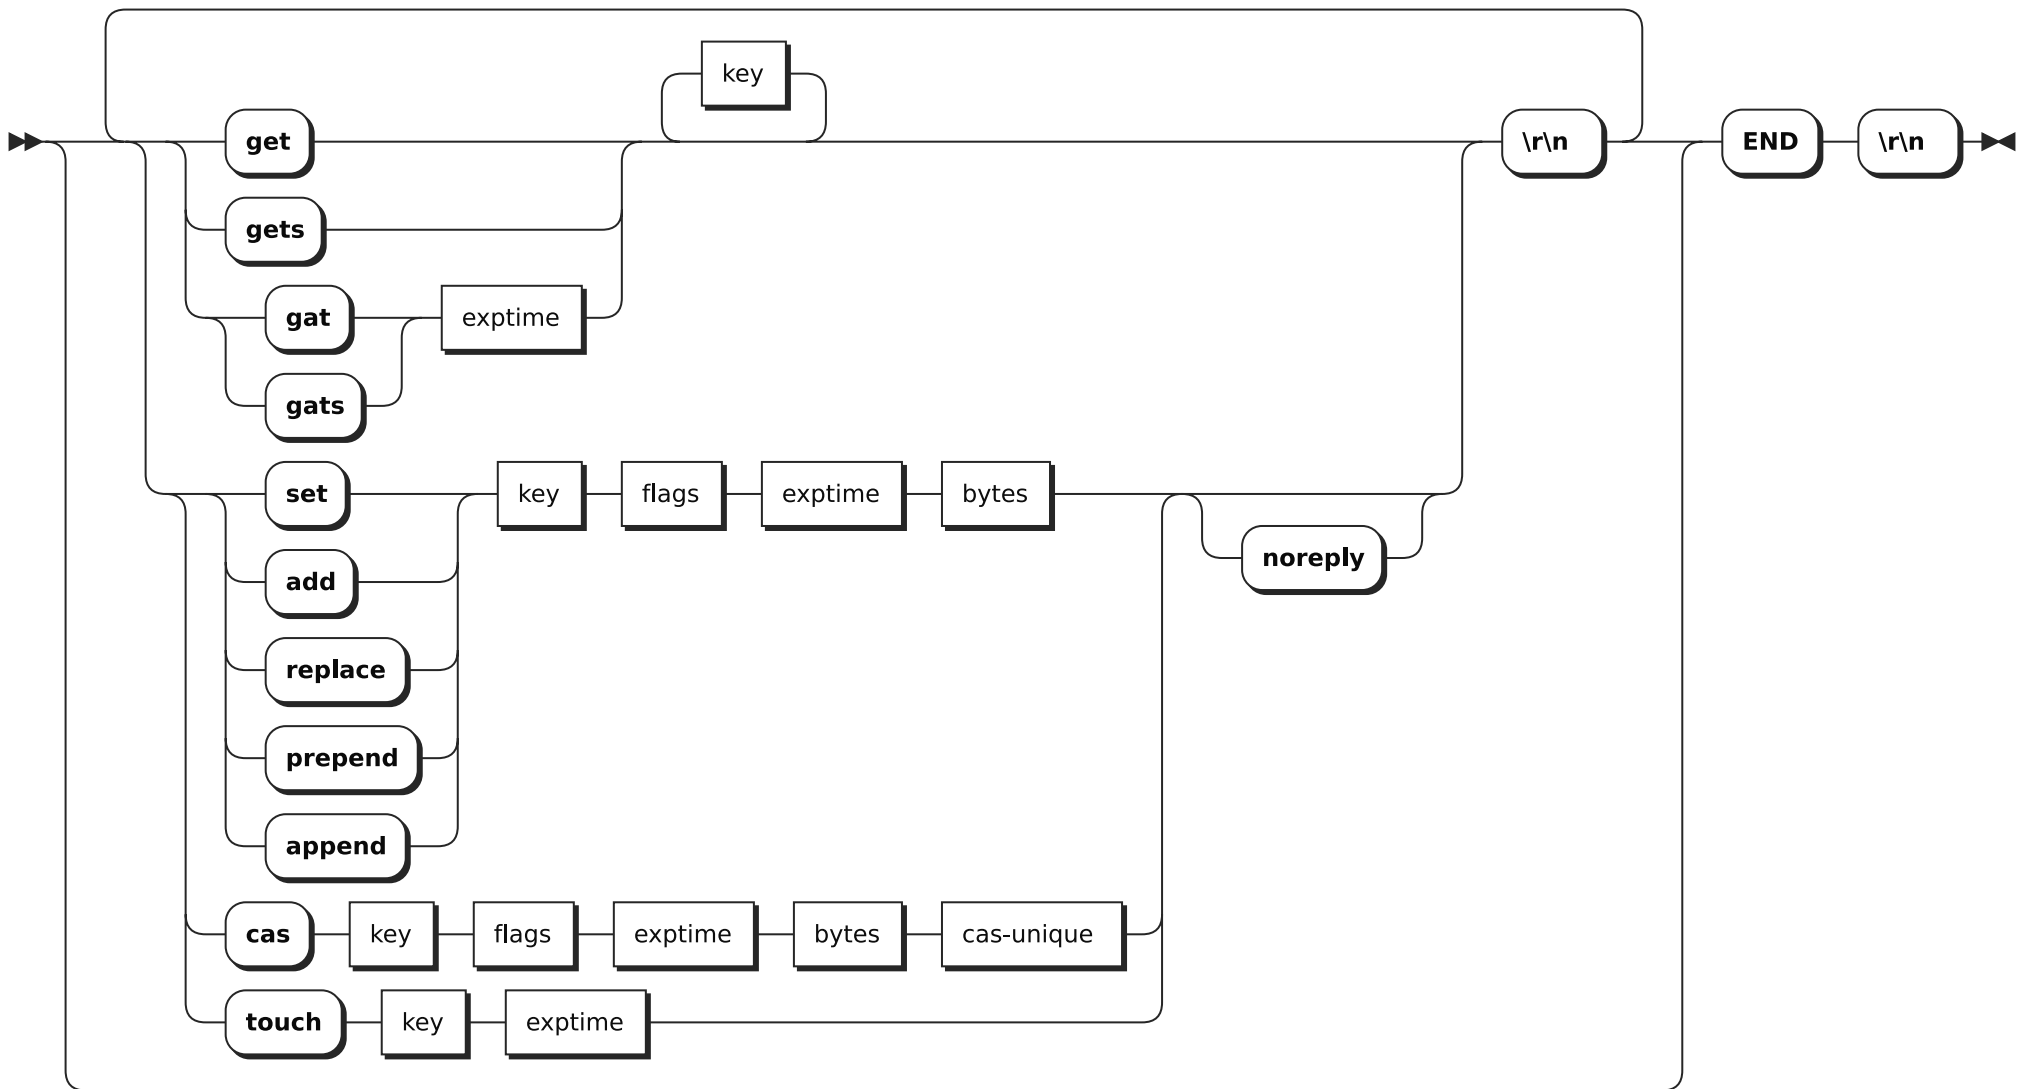 key
get \r\n END \r\n
gets
gat exptime
gats
set key flags exptime bytes
noreply
add
replace
prepend
append
cas key flags exptime bytes cas-unique
touch key exptime